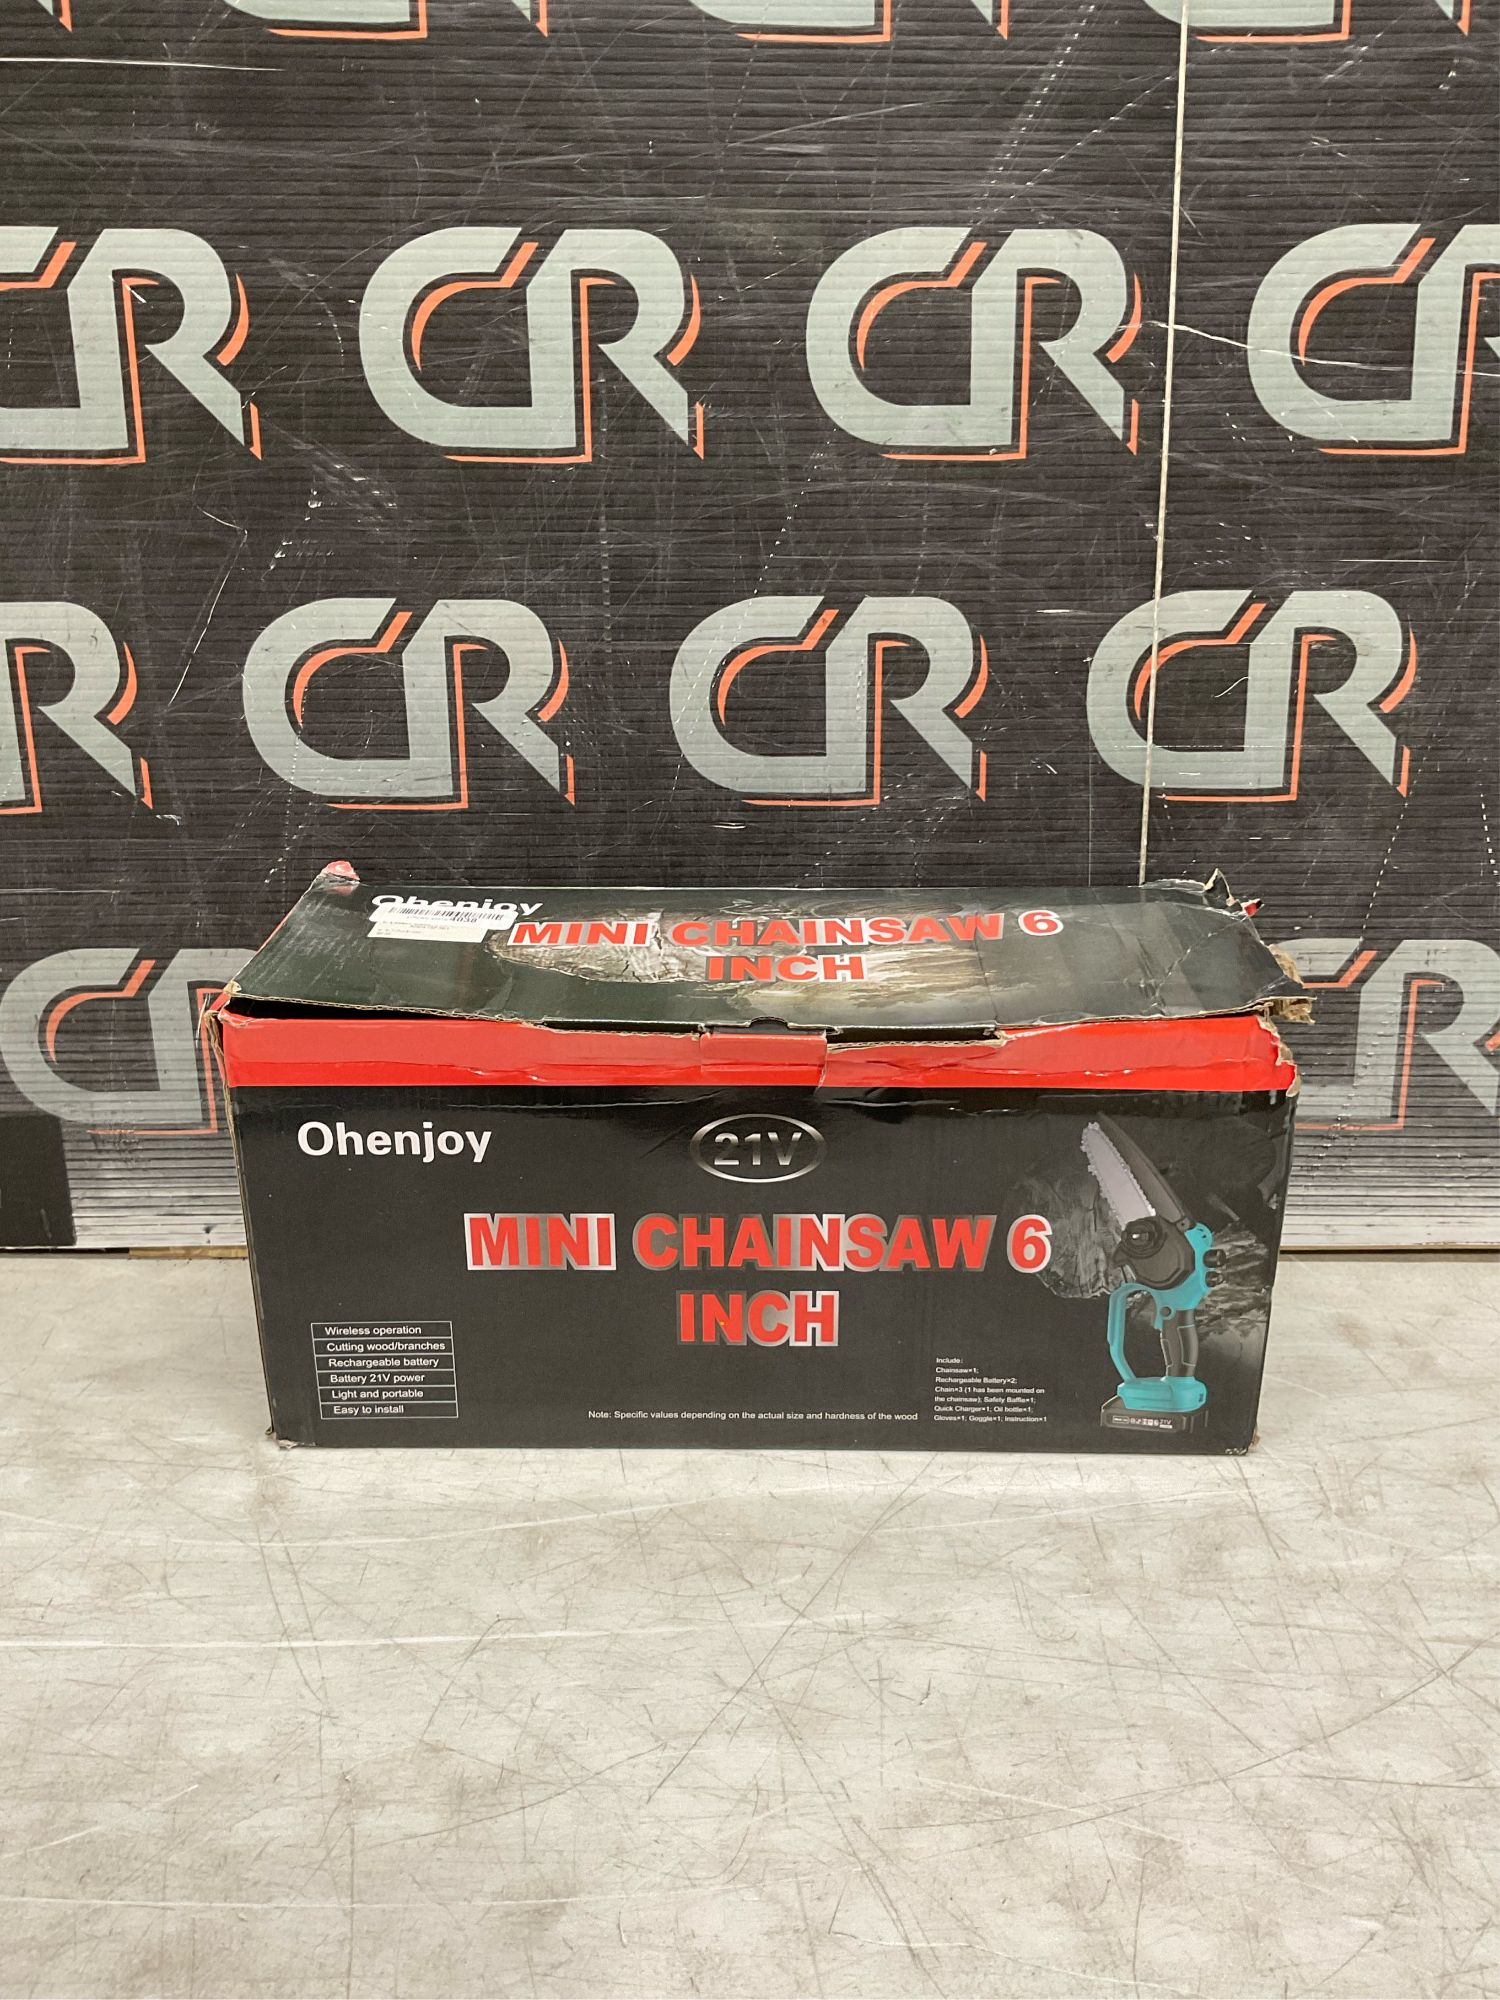 CR CR CR CR
CR CR CR CR
CR CR
Ohenjoy
4038
MINI CHAINSAW 6
INCH
Ohenjoy
21V
MINI CHAINSAW 6
INCH
Wireless operation
Cutting wood/branches
Rechargeable battery
Battery 21V power
Light and portable
Easy to install
Note: Specific values depending on the actual size and hardness of the wood
Include:
Chainsaw×1;
Rechargeable Battery×2;
Chain×3 (1 has been mounted on
the chainsaw); Safely Baffle×1;
Quick Charger×1; Oil bottle×1;
Gloves×1; Goggle×1; Instruction×1
21V